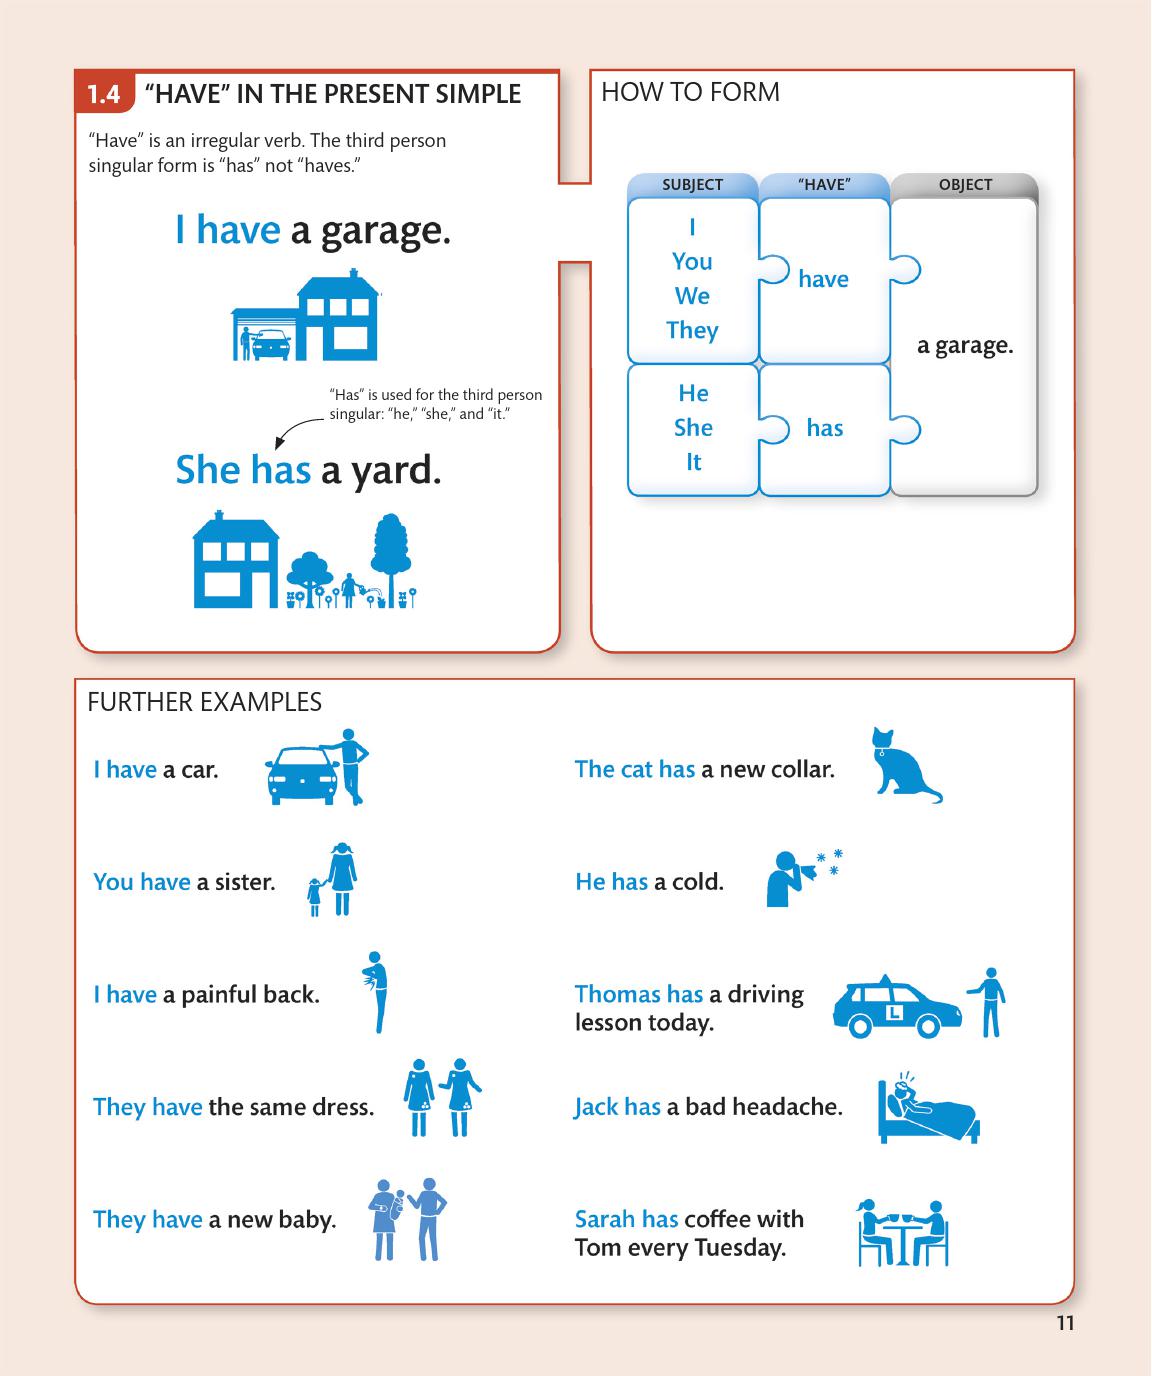 1.4 “HAVE” IN THE PRESENT SIMPLE
“Have” is an irregular verb. The third person
singular form is “has” not “haves.”
I have a garage.
“Has” is used for the third person
singular: “he,” “she,” and “it.”
She has a yard.
HOW TO FORM
SUBJECT “HAVE” OBJECT
I
You
We
They
have
He
She
It
has
a garage.
FURTHER EXAMPLES
I have a car.
You have a sister.
I have a painful back.
They have the same dress.
They have a new baby.
The cat has a new collar.
He has a cold.
Thomas has a driving
lesson today.
L
Jack has a bad headache.
Sarah has coffee with
Tom every Tuesday.
11